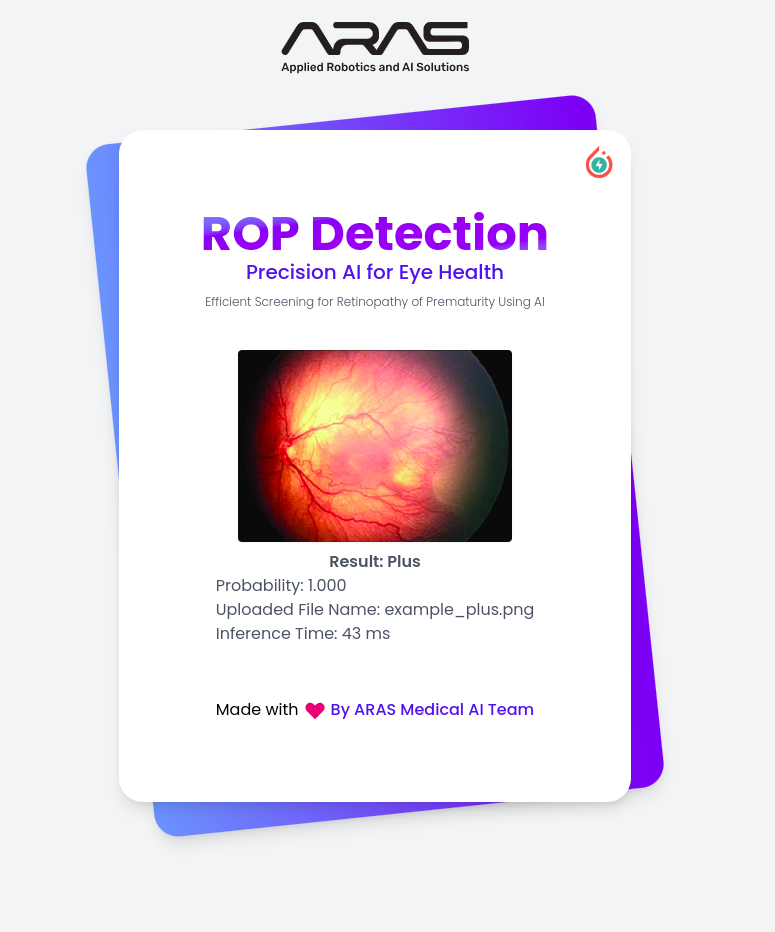 ARAS
Applied Robotics and AI Solutions
ROP Detection
Precision AI for Eye Health
Efficient Screening for Retinopathy of Prematurity Using AI
Result: Plus
Probability: 1.000
Uploaded File Name: example_plus.png
Inference Time: 43 ms
Made with By ARAS Medical AI Team